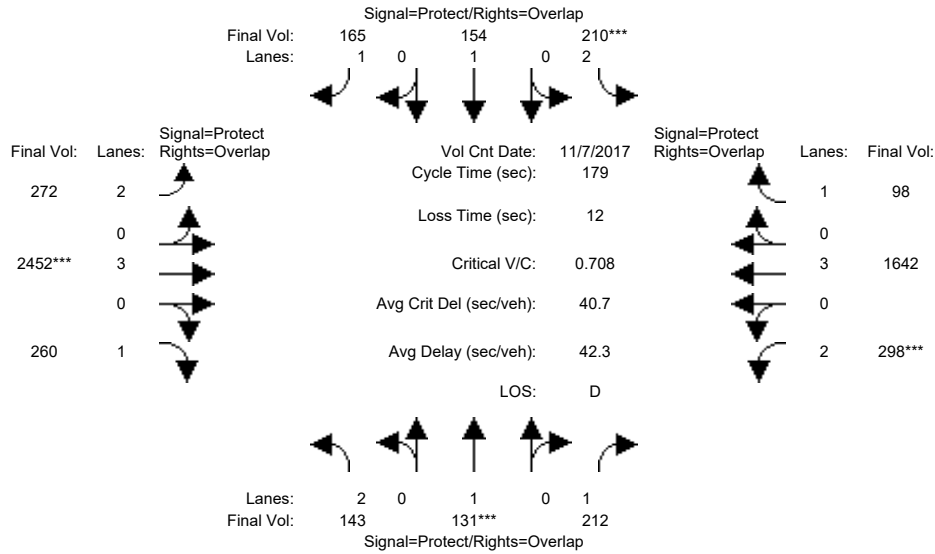 Signal=Protect/Rights=Overlap
Final Vol: 165 154 210***
Lanes: 1 0 1 0 2
Signal=Protect Signal=Protect
Final Vol: Lanes: Rights=Overlap Vol Cnt Date: 11/7/2017 Rights=Overlap Lanes: Final Vol:
Cycle Time (sec): 179
272 2 1 98
Loss Time (sec): 12
0 0
2452*** 3 Critical V/C: 0.708 3 1642
0 Avg Crit Del (sec/veh): 40.7 0
260 1 Avg Delay (sec/veh): 42.3 2 298***
LOS: D
Lanes: 2 0 1 0 1
Final Vol: 143 131*** 212
Signal=Protect/Rights=Overlap